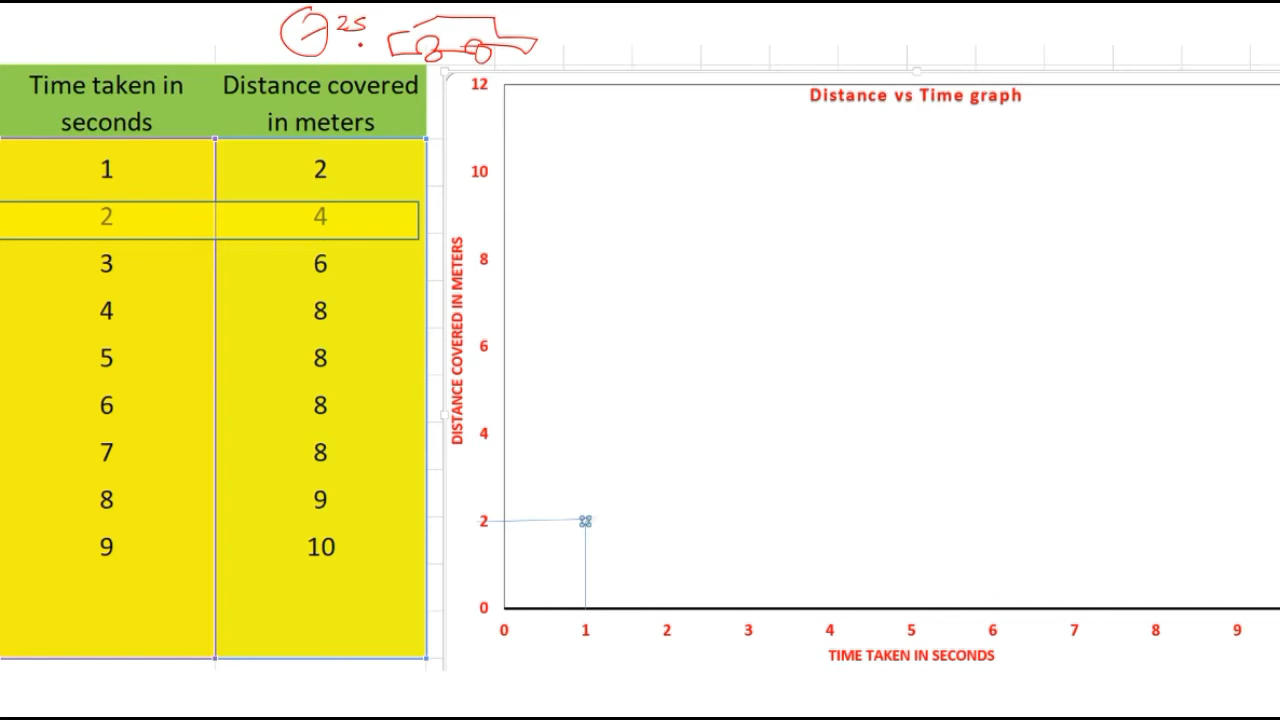 2s
Time taken in
seconds
Distance covered
in meters
1 2
2 4
3 6
4 8
5 8
6 8
7 8
8 9
9 10
Distance vs Time graph
DISTANCE COVERED IN METERS
12
10
8
6
4
2
0
0 1 2 3 4 5 6 7 8 9
TIME TAKEN IN SECONDS